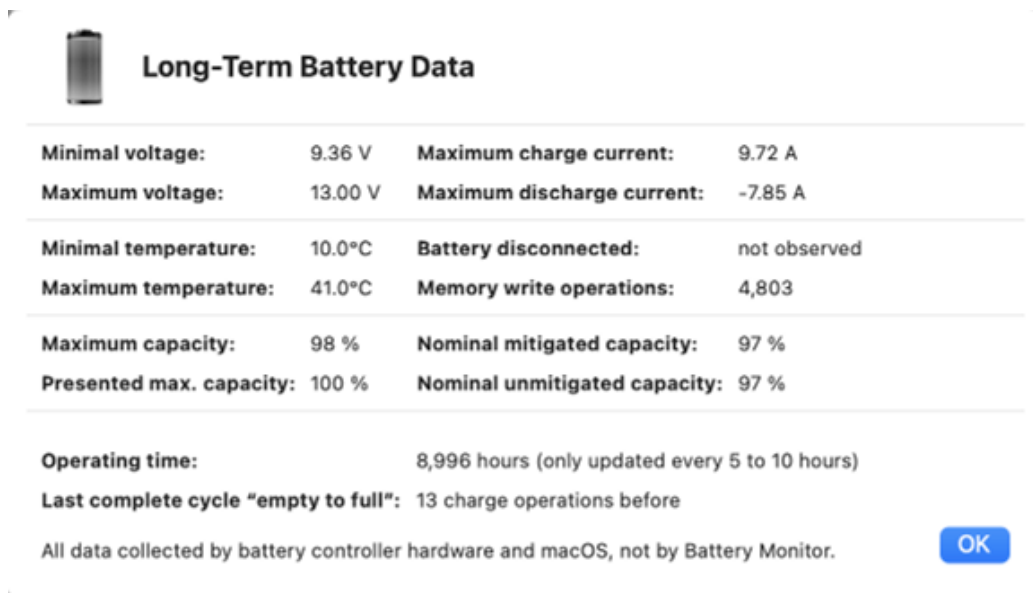 Long-Term Battery Data
Minimal voltage: 9.36 V Maximum charge current: 9.72 A
Maximum voltage: 13.00 V Maximum discharge current: -7.85 A
Minimal temperature: 10.0°C Battery disconnected: not observed
Maximum temperature: 41.0°C Memory write operations: 4,803
Maximum capacity: 98 % Nominal mitigated capacity: 97 %
Presented max. capacity: 100 % Nominal unmitigated capacity: 97 %
Operating time: 8,996 hours (only updated every 5 to 10 hours)
Last complete cycle “empty to full”: 13 charge operations before
All data collected by battery controller hardware and macOS, not by Battery Monitor. OK